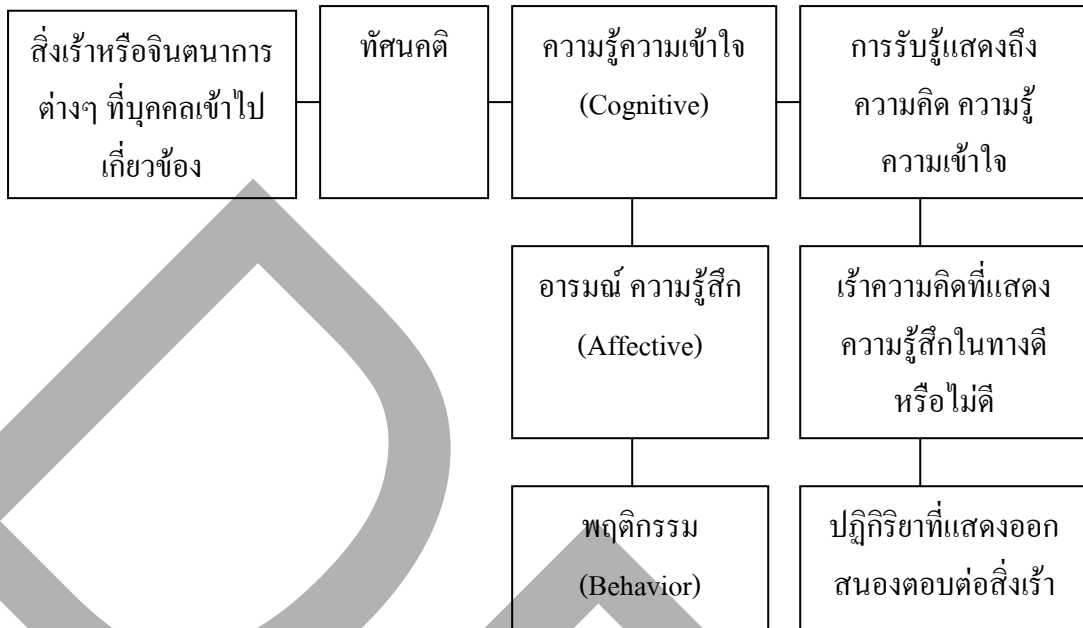 สิ่งเร้าหรือจินตนาการ
ต่างๆ ที่บุคคลเข้าไป
เกี่ยวข้อง
ทัศนคติ
ความรู้ความเข้าใจ
(Cognitive)
การรับรู้แสดงถึง
ความคิด ความรู้
ความเข้าใจ
อารมณ์ ความรู้สึก
(Affective)
เร้าความคิดที่แสดง
ความรู้สึกในทางดี
หรือไม่ดี
พฤติกรรม
(Behavior)
ปฏิกิริยาที่แสดงออก
สนองตอบต่อสิ่งเร้า